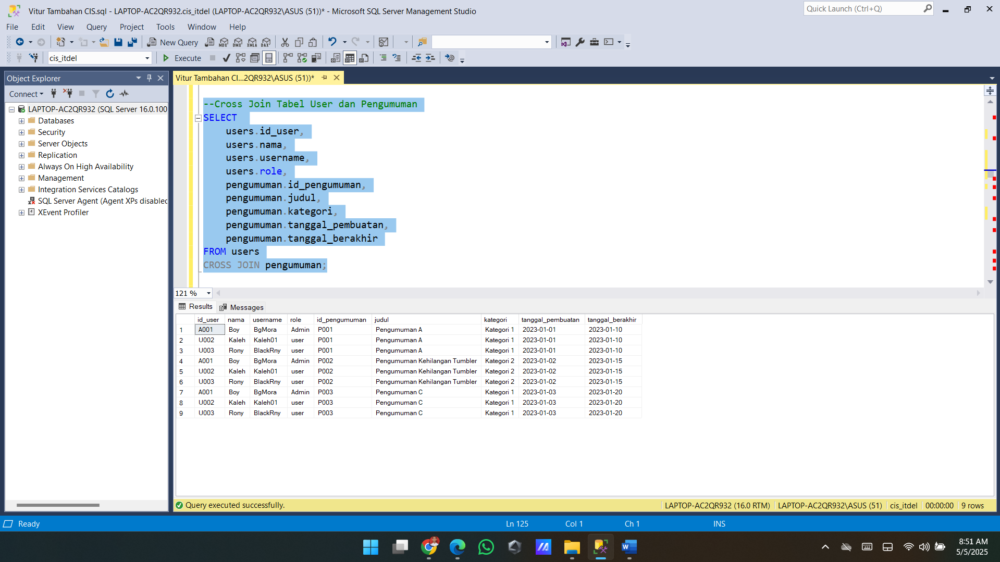 Vitur Tambahan CIS.sql - LAPTOP-AC2QR932.cis_itdel (LAPTOP-AC2QR932\ASUS (51))* - Microsoft SQL Server Management Studio
Quick Launch (Ctrl+Q)
File Edit View Query Project Tools Window Help
New Query MDX DMX XMLA DAX
cis_itdel Execute
Object Explorer
Vitur Tambahan CI...2QR932\ASUS (51))*
Connect
LAPTOP-AC2QR932 (SQL Server 16.0.100
Databases
Security
Server Objects
Replication
Always On High Availability
Management
Integration Services Catalogs
SQL Server Agent (Agent XPs disabled
XEvent Profiler
--Cross Join Tabel User dan Pengumuman
SELECT
users.id_user,
users.nama,
users.username,
users.role,
pengumuman.id_pengumuman,
pengumuman.judul,
pengumuman.kategori,
pengumuman.tanggal_pembuatan,
pengumuman.tanggal_berakhir
FROM users
CROSS JOIN pengumuman;
121 %
Results Messages
id_user nama username role id_pengumuman judul kategori tanggal_pembuatan tanggal_berakhir
1 A001 Boy BgMora Admin P001 Pengumuman A Kategori 1 2023-01-01 2023-01-10
2 U002 Kaleh Kaleh01 user P001 Pengumuman A Kategori 1 2023-01-01 2023-01-10
3 U003 Rony BlackRny user P001 Pengumuman A Kategori 1 2023-01-01 2023-01-10
4 A001 Boy BgMora Admin P002 Pengumuman Kehilangan Tumbler Kategori 2 2023-01-02 2023-01-15
5 U002 Kaleh Kaleh01 user P002 Pengumuman Kehilangan Tumbler Kategori 2 2023-01-02 2023-01-15
6 U003 Rony BlackRny user P002 Pengumuman Kehilangan Tumbler Kategori 2 2023-01-02 2023-01-15
7 A001 Boy BgMora Admin P003 Pengumuman C Kategori 1 2023-01-03 2023-01-20
8 U002 Kaleh Kaleh01 user P003 Pengumuman C Kategori 1 2023-01-03 2023-01-20
9 U003 Rony BlackRny user P003 Pengumuman C Kategori 1 2023-01-03 2023-01-20
Query executed successfully. LAPTOP-AC2QR932 (16.0 RTM) LAPTOP-AC2QR932\ASUS (51) cis_itdel 00:00:00 9 rows
Ready Ln 125 Col 1 Ch 1 INS
8:51 AM
5/5/2025